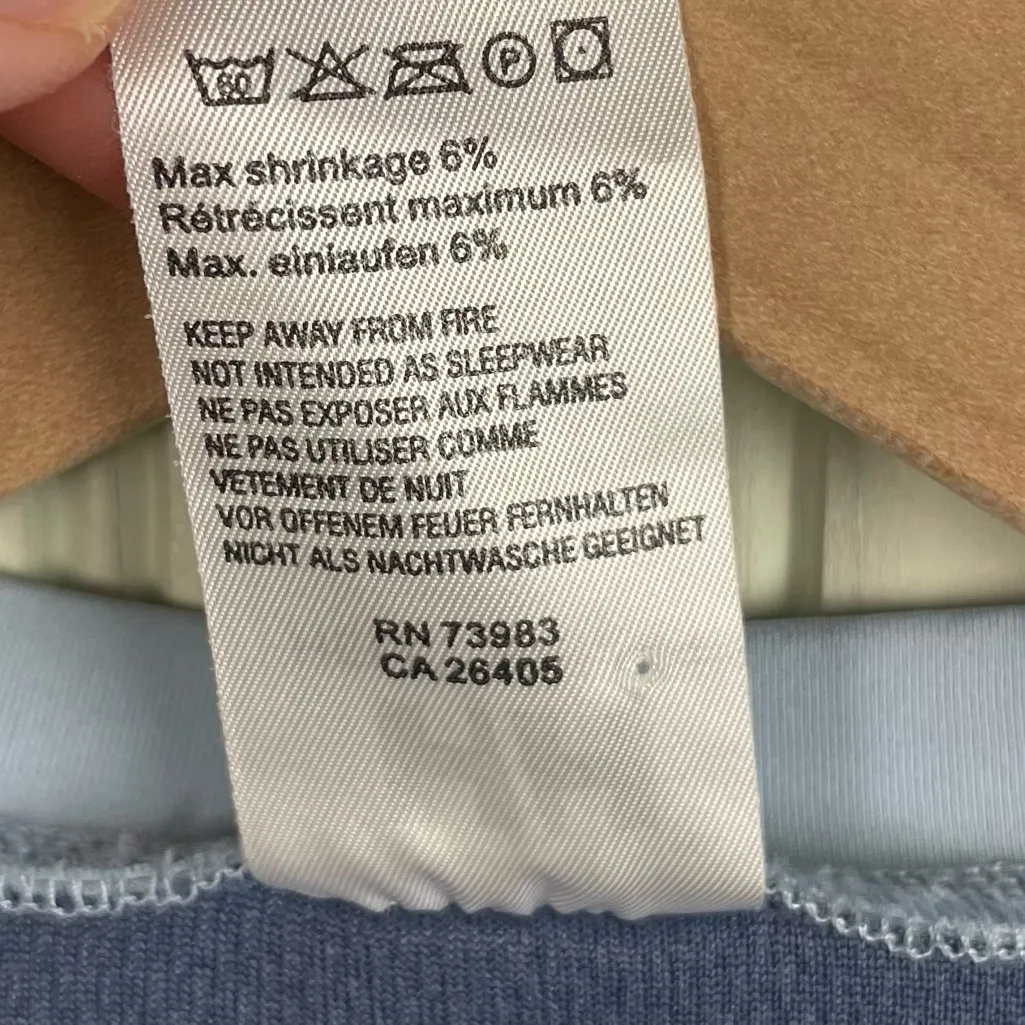 60
P
Max shrinkage 6%
Rétrécissent maximum 6%
Max. einlaufen 6%
KEEP AWAY FROM FIRE
NOT INTENDED AS SLEEPWEAR
NE PAS EXPOSER AUX FLAMMES
NE PAS UTILISER COMME
VETEMENT DE NUIT
VOR OFFENEM FEUER FERNHALTEN
NICHT ALS NACHTWASCHE GEEIGNET
RN 73983
CA 26405